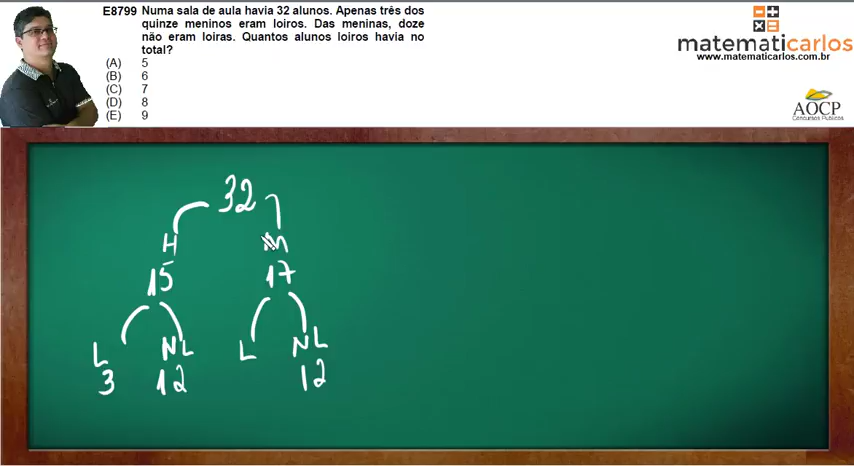 E8799 Numa sala de aula havia 32 alunos. Apenas três dos
quinze meninos eram loiros. Das meninas, doze
não eram loiras. Quantos alunos loiros havia no
total?
(A) 5
(B) 6
(C) 7
(D) 8
(E) 9
matematicarlos
www.matematicarlos.com.br
AOCP
Concursos Públicos
32
H M
15 17
L NL L NL
3 12 12